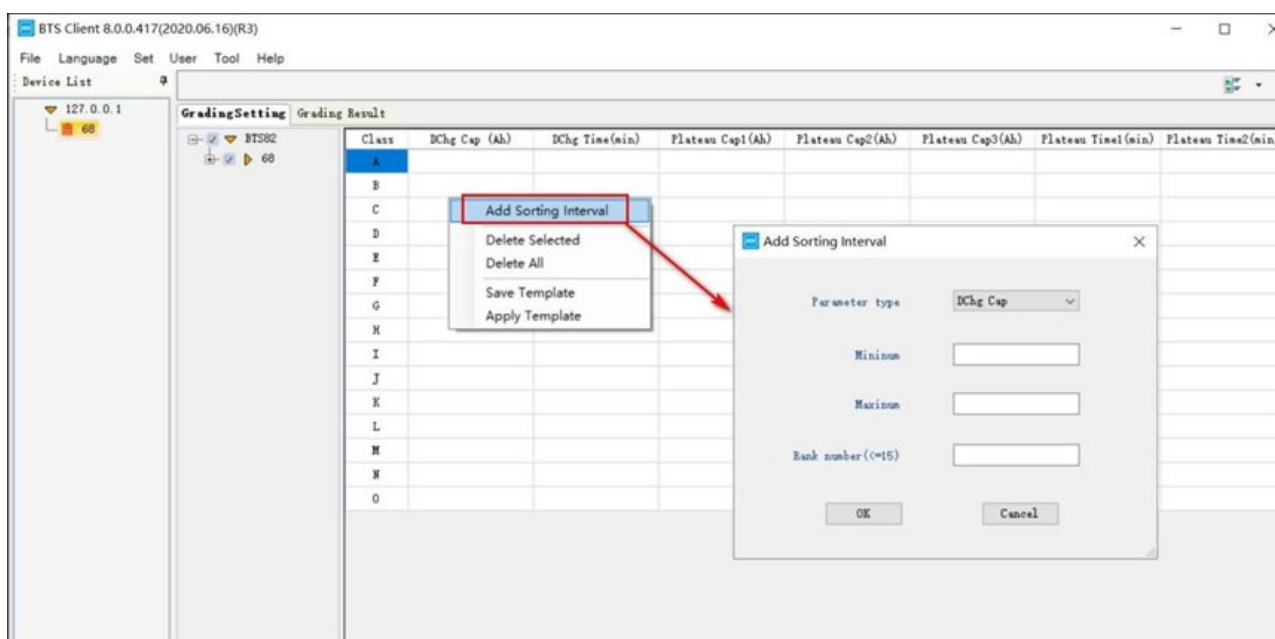 BTS Client 8.0.0.417(2020.06.16)(R3)
File Language Set User Tool Help
Device List
127.0.0.1
68
GradingSetting Grading Result
BTS82
68
Class DChg Cap (Ah) DChg Time(min) Plateau Cap1(Ah) Plateau Cap2(Ah) Plateau Cap3(Ah) Plateau Time1(min) Plateau Time2(min
A
B
C
D
E
F
G
H
I
J
K
L
M
N
O
Add Sorting Interval
Delete Selected
Delete All
Save Template
Apply Template
Add Sorting Interval
Parameter type DChg Cap
Minimum
Maximum
Rank number(<=15)
OK Cancel